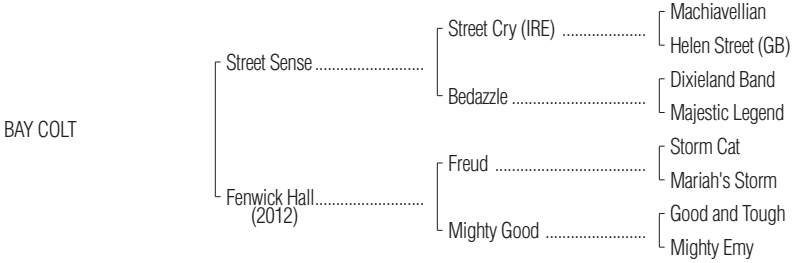 Machiavellian
Street Cry (IRE) ....................
Helen Street (GB)
Street Sense ..........................
Dixieland Band
Bedazzle ................................
Majestic Legend
BAY COLT
Storm Cat
Freud ....................................
Mariah's Storm
Fenwick Hall..........................
(2012)
Good and Tough
Mighty Good ........................
Mighty Emy